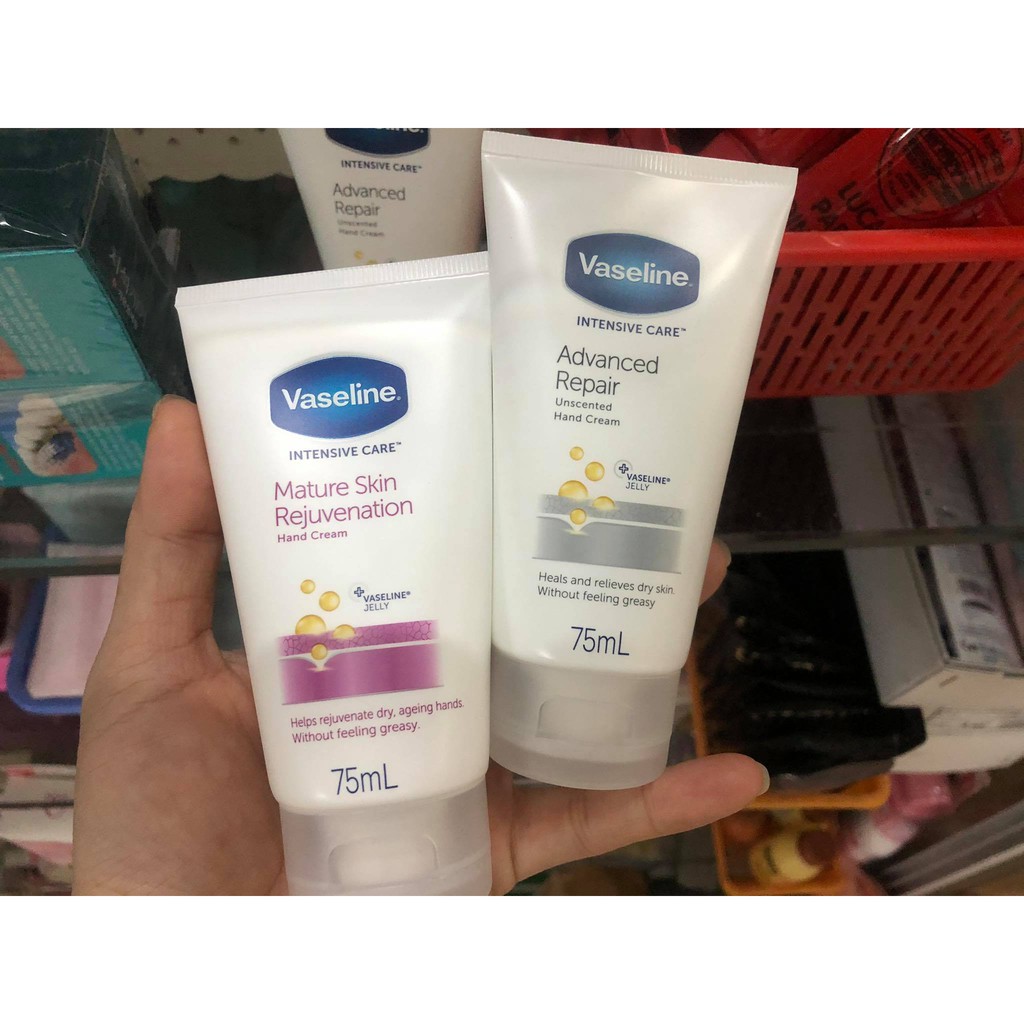 Vaseline
INTENSIVE CARE™
Advanced
Repair
Unscented
Hand Cream
Vaseline®
INTENSIVE CARE™
Mature Skin
Rejuvenation
Hand Cream
VASELINE®
JELLY
Helps rejuvenate dry, ageing hands.
Without feeling greasy.
75mL
Vaseline®
INTENSIVE CARE™
Advanced
Repair
Unscented
Hand Cream
VASELINE®
JELLY
Heals and relieves dry skin.
Without feeling greasy
75mL